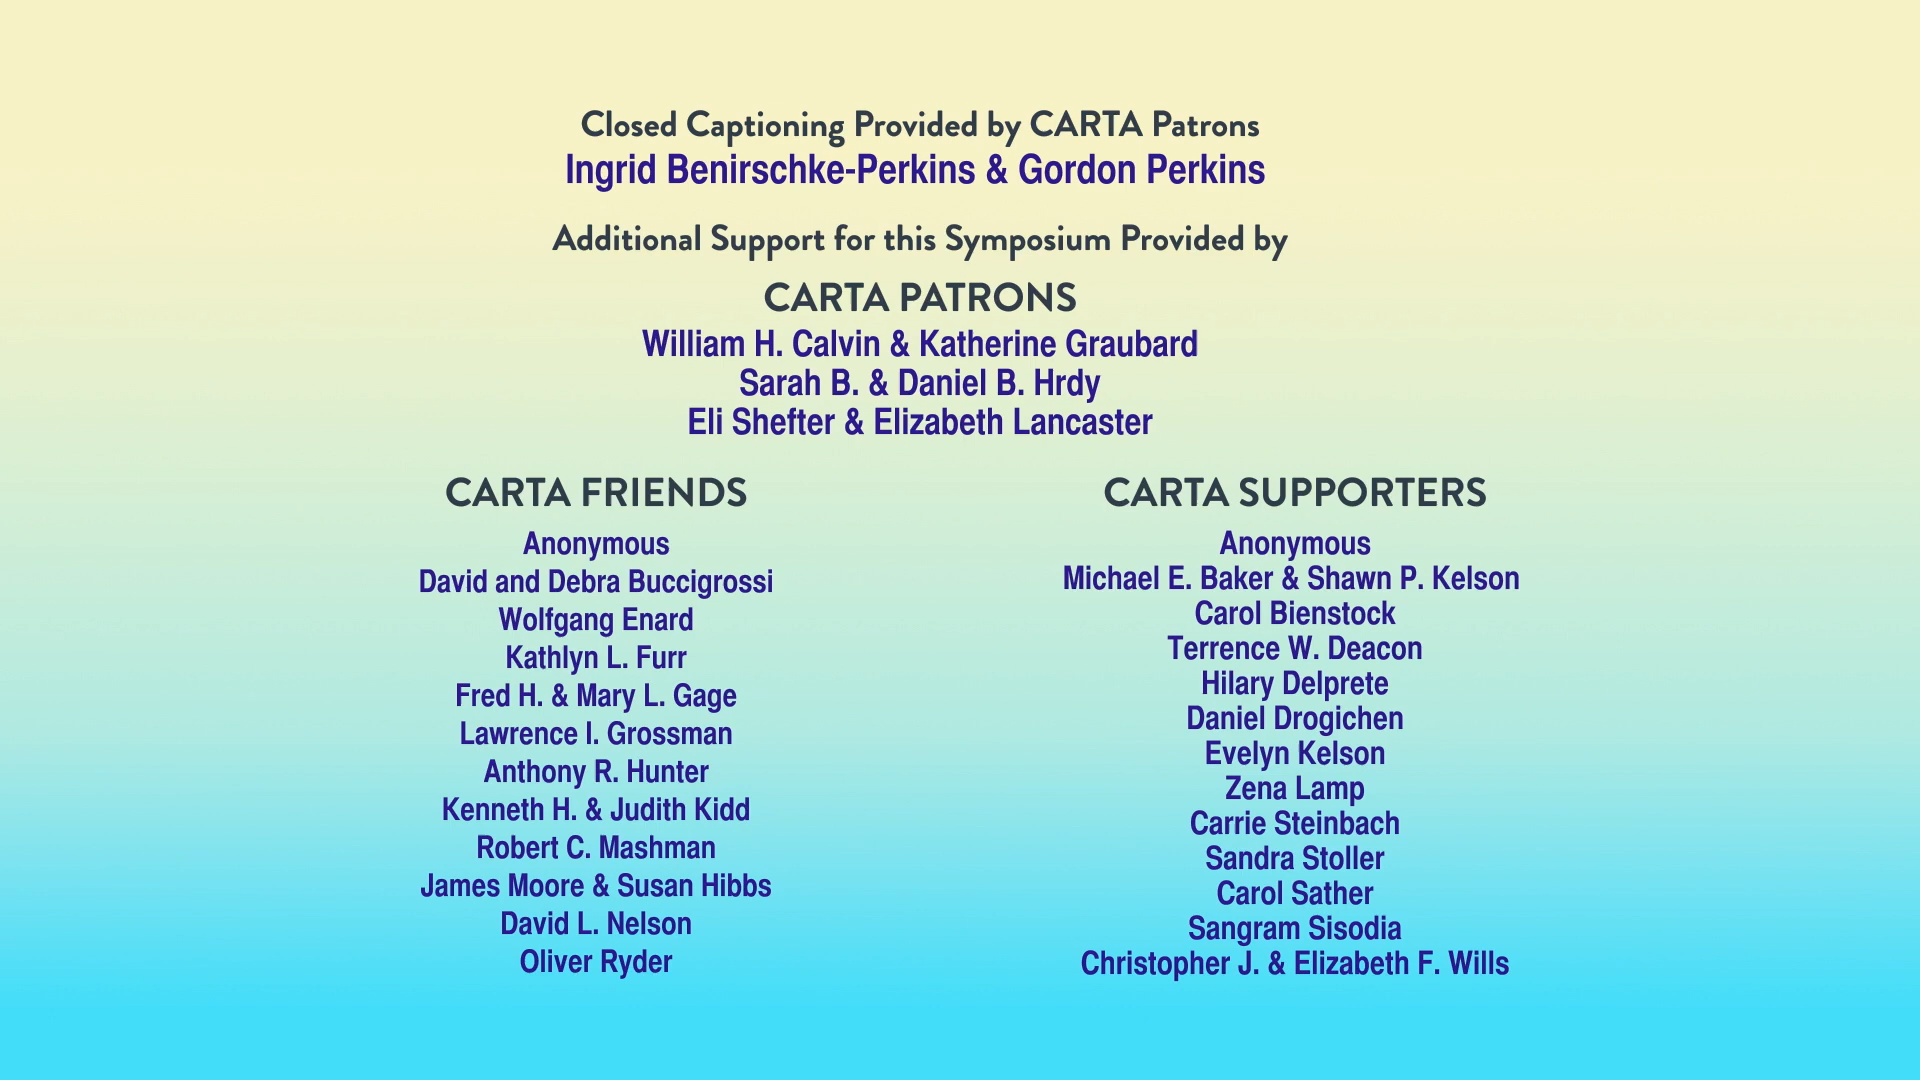 Closed Captioning Provided by CARTA Patrons
Ingrid Benirschke-Perkins & Gordon Perkins
Additional Support for this Symposium Provided by
CARTA PATRONS
William H. Calvin & Katherine Graubard
Sarah B. & Daniel B. Hrdy
Eli Shefter & Elizabeth Lancaster
CARTA FRIENDS
Anonymous
David and Debra Buccigrossi
Wolfgang Enard
Kathlyn L. Furr
Fred H. & Mary L. Gage
Lawrence I. Grossman
Anthony R. Hunter
Kenneth H. & Judith Kidd
Robert C. Mashman
James Moore & Susan Hibbs
David L. Nelson
Oliver Ryder
CARTA SUPPORTERS
Anonymous
Michael E. Baker & Shawn P. Kelson
Carol Bienstock
Terrence W. Deacon
Hilary Delprete
Daniel Drogichen
Evelyn Kelson
Zena Lamp
Carrie Steinbach
Sandra Stoller
Carol Sather
Sangram Sisodia
Christopher J. & Elizabeth F. Wills